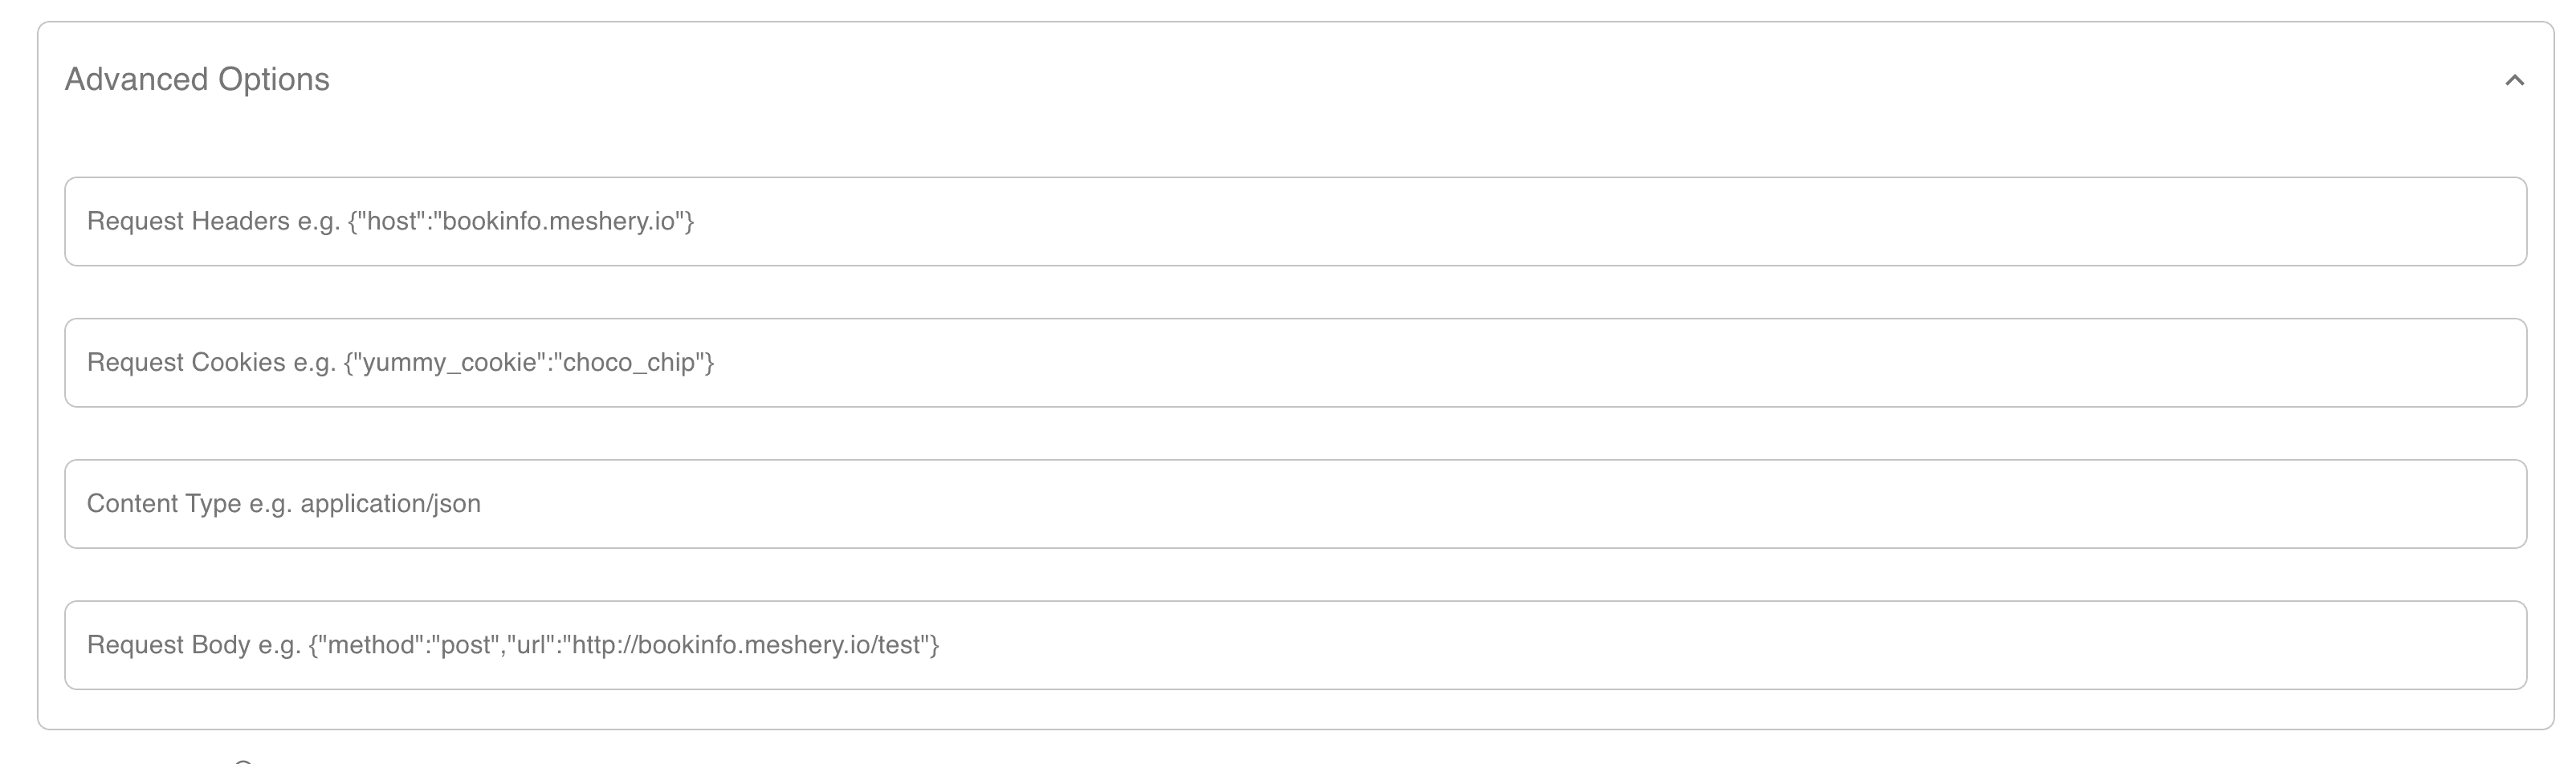 Advanced Options
Request Headers e.g. {"host":"bookinfo.meshery.io"}
Request Cookies e.g. {"yummy_cookie":"choco_chip"}
Content Type e.g. application/json
Request Body e.g. {"method":"post","url":"http://bookinfo.meshery.io/test"}